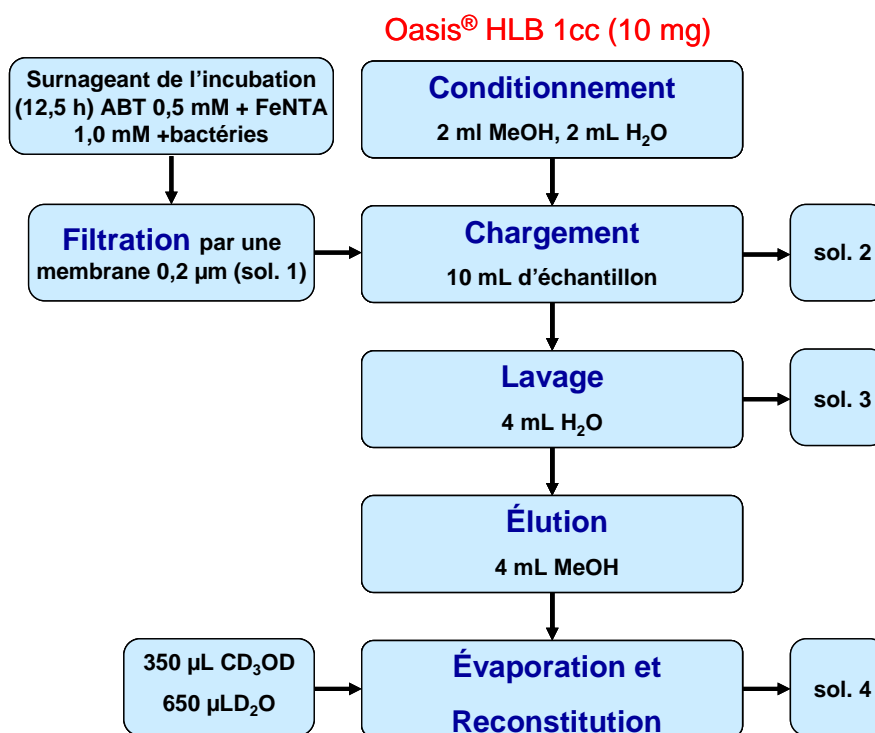 Oasis® HLB 1cc (10 mg)
Surnageant de l'incubation
(12,5 h) ABT 0,5 mM + FeNTA
1,0 mM +bactéries
Conditionnement
2 ml MeOH, 2 mL H₂O
Filtration par une
membrane 0,2 µm (sol. 1)
Chargement
10 mL d'échantillon
sol. 2
Lavage
4 mL H₂O
sol. 3
Élution
4 mL MeOH
350 µL CD₃OD
650 µLD₂O
Évaporation et
Reconstitution
sol. 4